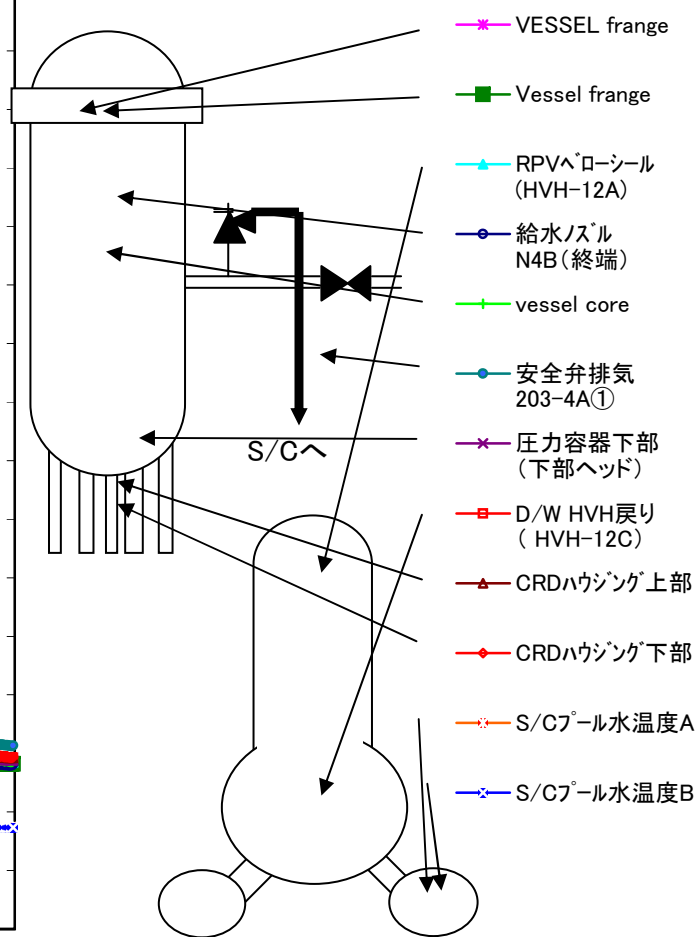 VESSEL frange
Vessel frange
RPVﾍﾞﾛｰｼｰﾙ
(HVH-12A)
給水ﾉｽﾞﾙ
N4B(終端)
vessel core
安全弁排気
203-4A①
圧力容器下部
(下部ヘッド)
D/W HVH戻り
( HVH-12C)
CRDﾊｳｼﾞﾝｸﾞ上部
CRDﾊｳｼﾞﾝｸﾞ下部
S/Cﾌﾟｰﾙ水温度A
S/Cﾌﾟｰﾙ水温度B
S/Cへ